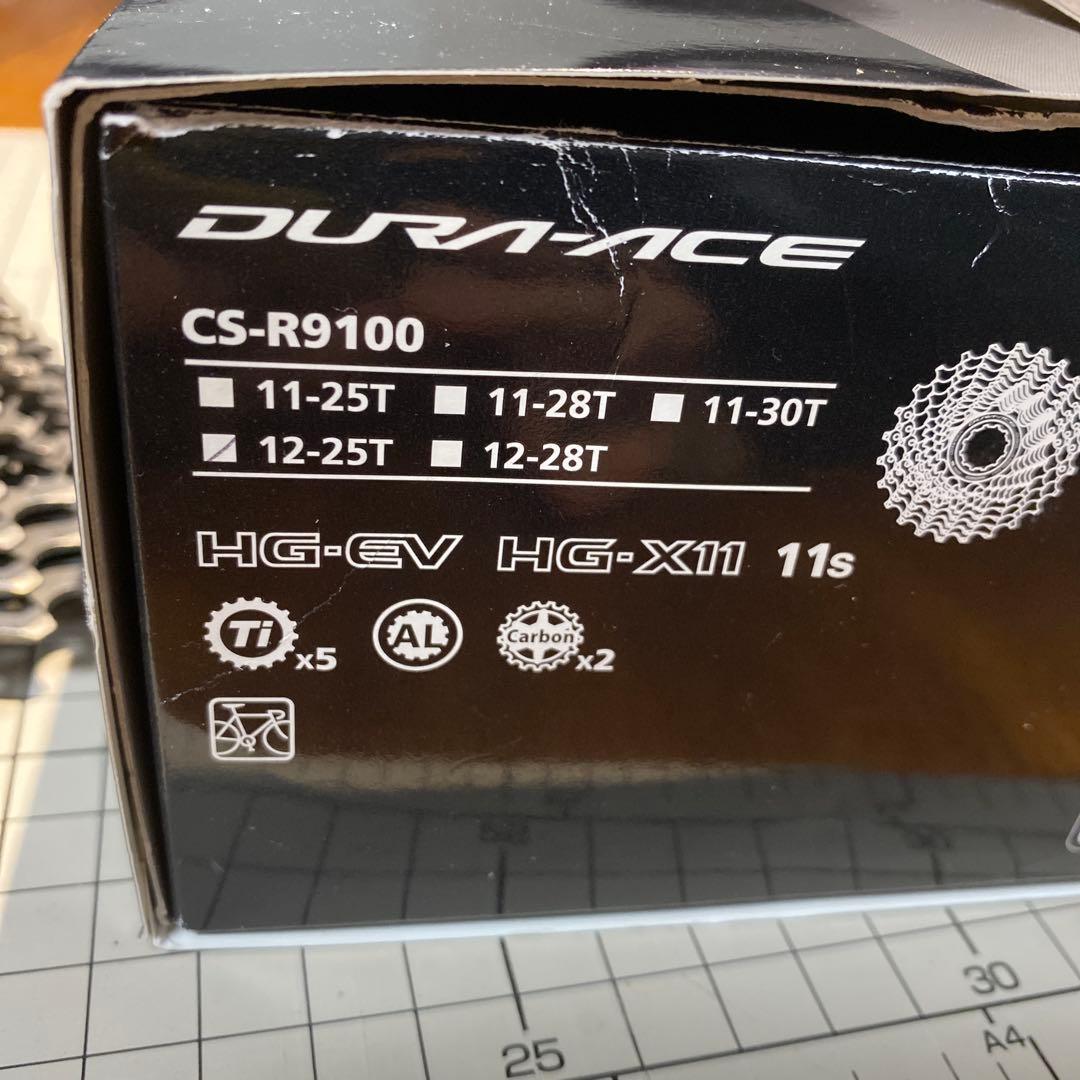 DURA-ACE
CS-R9100
11-25T 11-28T 11-30T
12-25T 12-28T
HG-EV HG-X11 11s
Ti x5 AL Carbon x2
30
25 A4